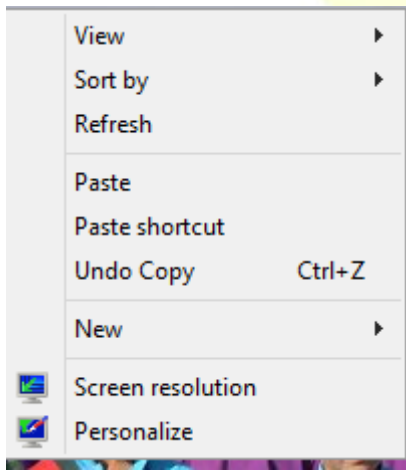 View
Sort by
Refresh
Paste
Paste shortcut
Undo Copy Ctrl+Z
New
Screen resolution
Personalize